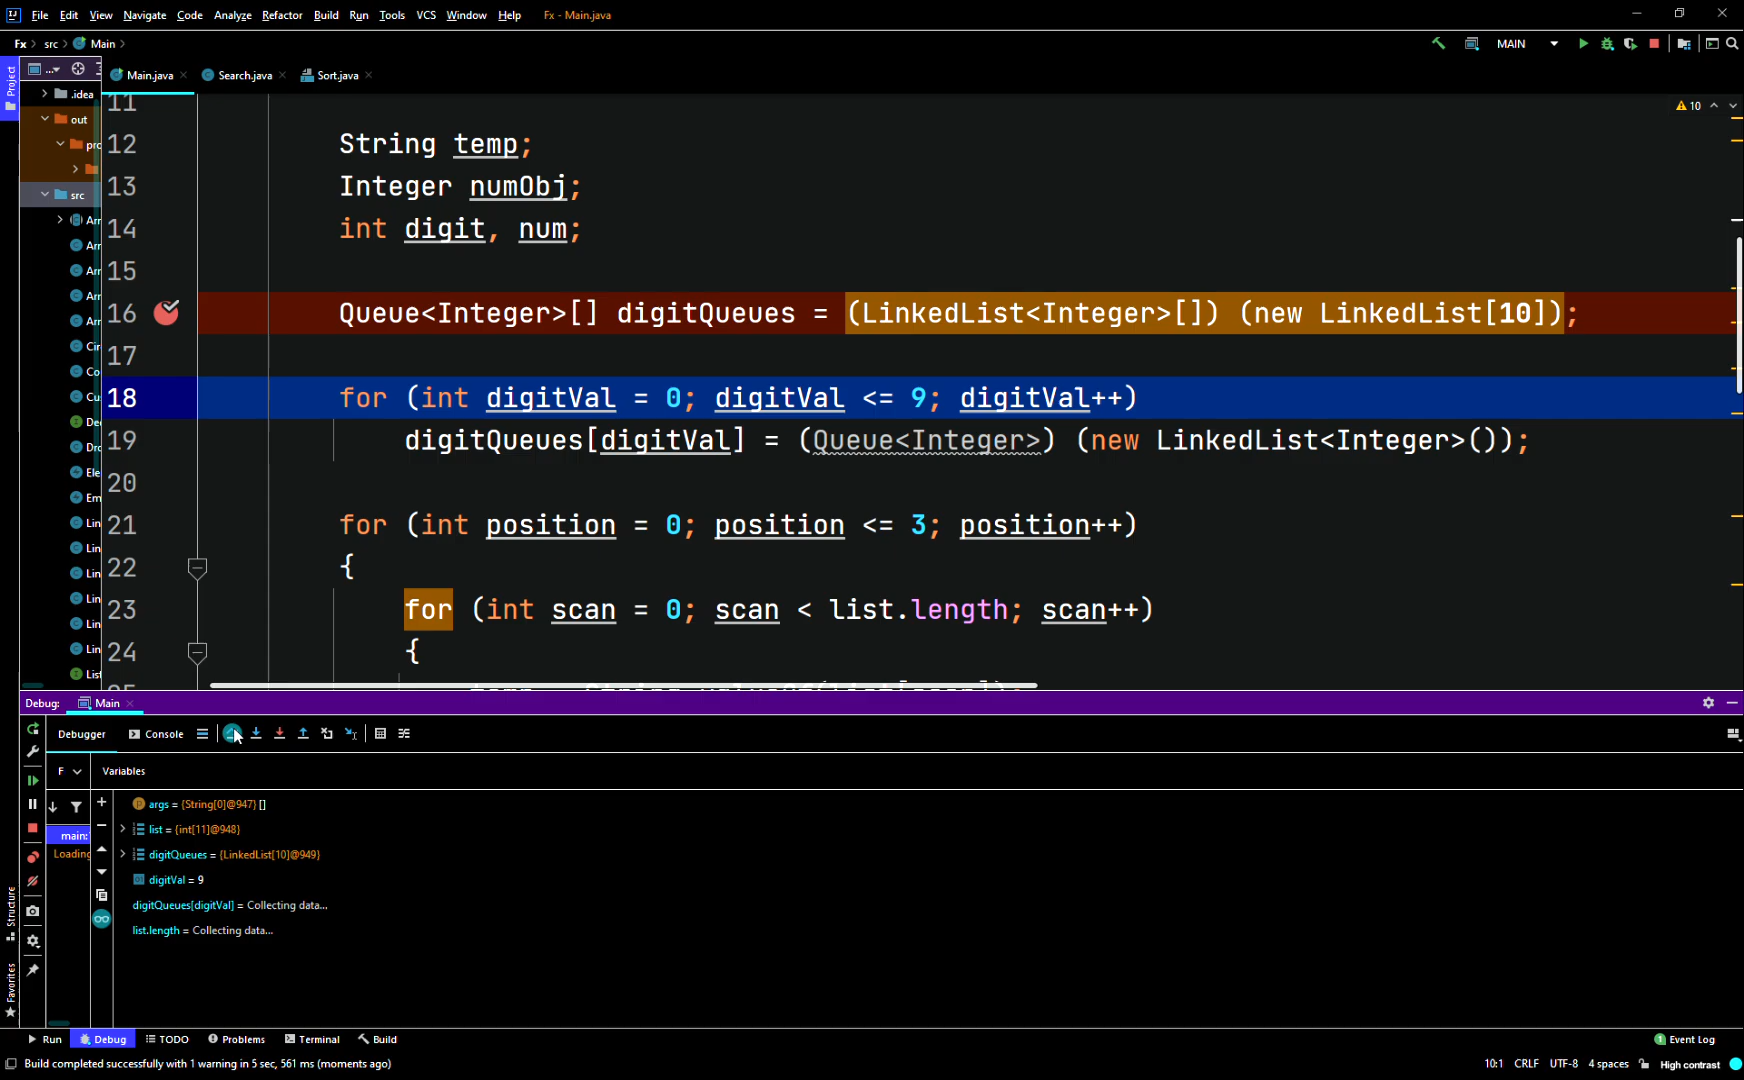 File Edit View Navigate Code Analyze Refactor Build Run Tools VCS Window Help Fx - Main.java
Fx src Main MAIN
Project ... Main.java Search.java Sort.java
.idea 11 10
out
12 String temp;
13 Integer numObj;
src
14 int digit, num;
15
16 Queue<Integer>[] digitQueues = (LinkedList<Integer>[]) (new LinkedList[10]);
17
18 for (int digitVal = 0; digitVal <= 9; digitVal++)
19 digitQueues[digitVal] = (Queue<Integer>) (new LinkedList<Integer>());
20
21 for (int position = 0; position <= 3; position++)
22 {
23 for (int scan = 0; scan < list.length; scan++)
24 {
Debug: Main
Debugger Console
F Variables
args = {String[0]@947} []
main:
list = {int[11]@948}
Loading
digitQueues = {LinkedList[10]@949}
digitVal = 9
digitQueues[digitVal] = Collecting data...
list.length = Collecting data...
Structure
Favorites
Run Debug TODO Problems Terminal Build 1 Event Log
Build completed successfully with 1 warning in 5 sec, 561 ms (moments ago) 10:1 CRLF UTF-8 4 spaces High contrast